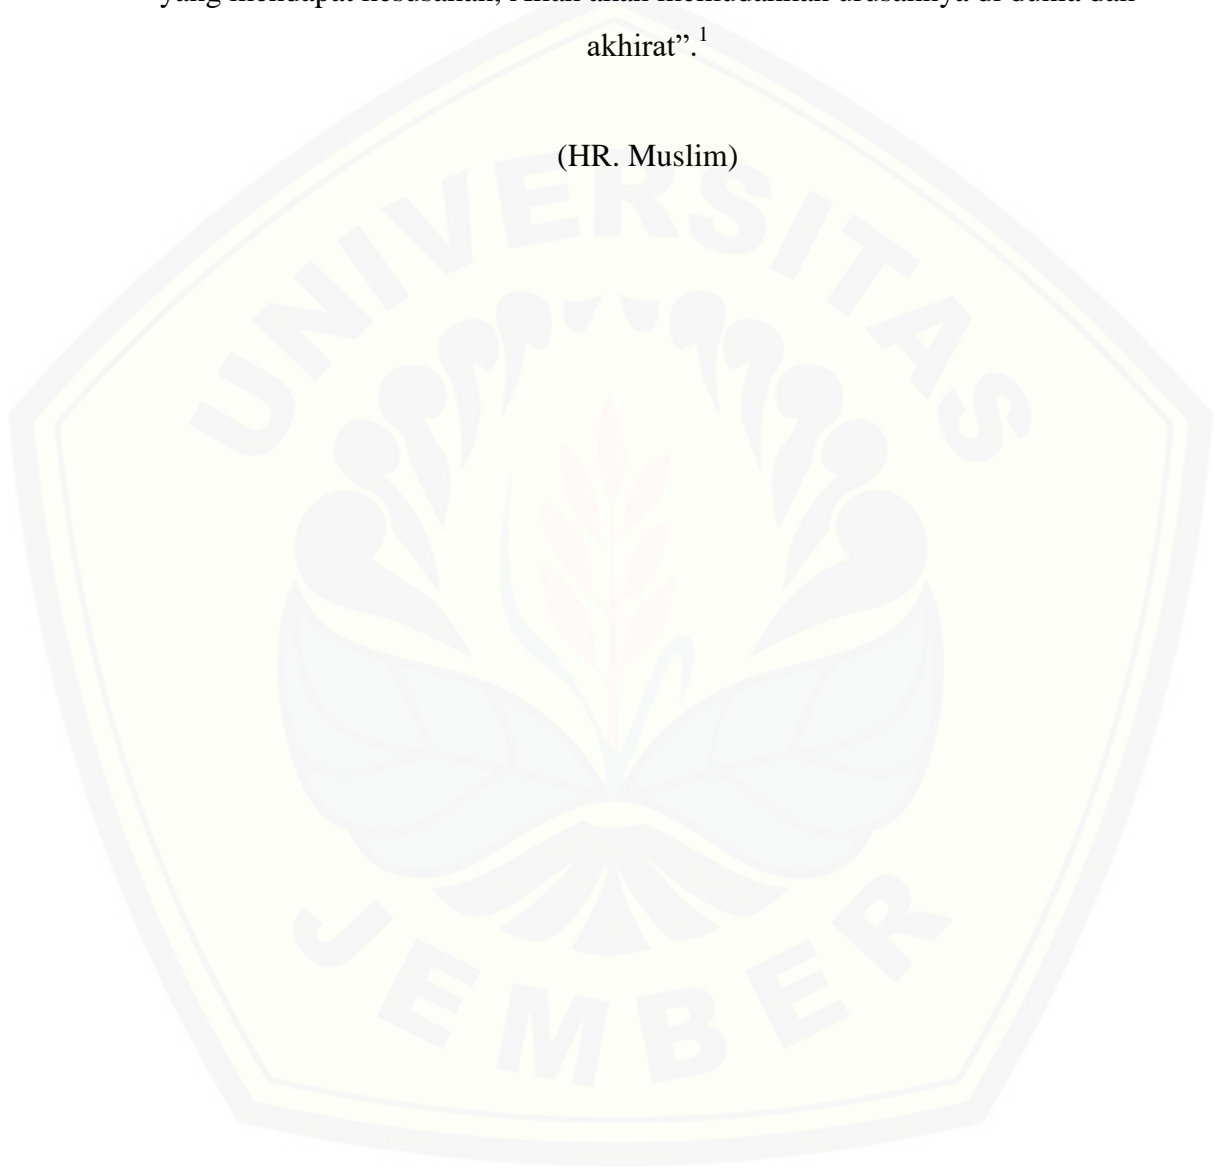 yang mendapat kesusahan, Allah akan memudahkan urusannya di dunia dan
akhirat”.1
(HR. Muslim)
UNIVERSITAS
JEMBER